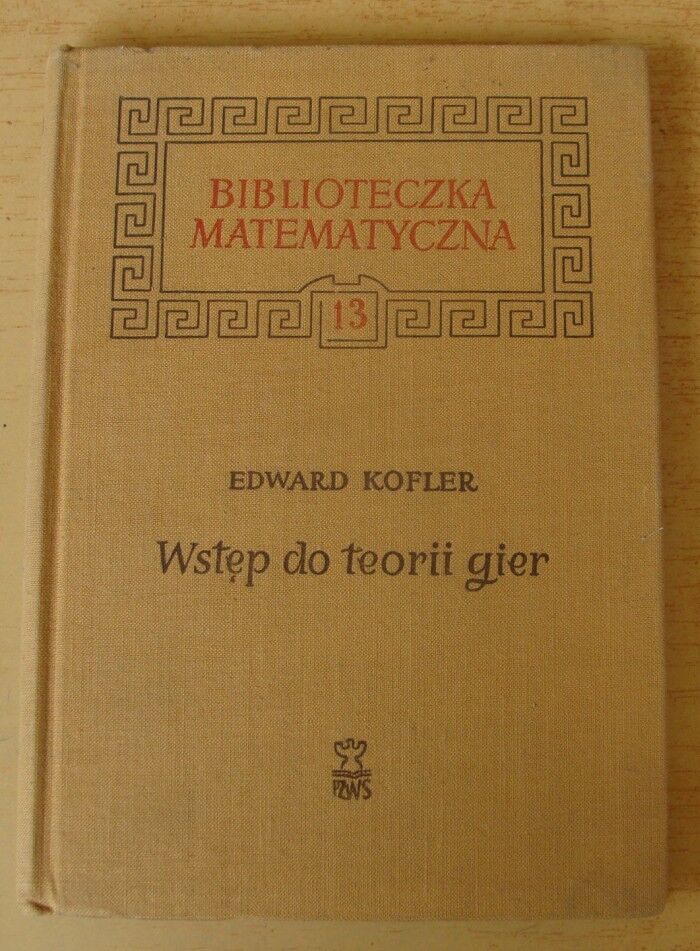 BIBLIOTECZKA
MATEMATYCZNA
13
EDWARD KOFLER
Wstęp do teorii gier
PZWS